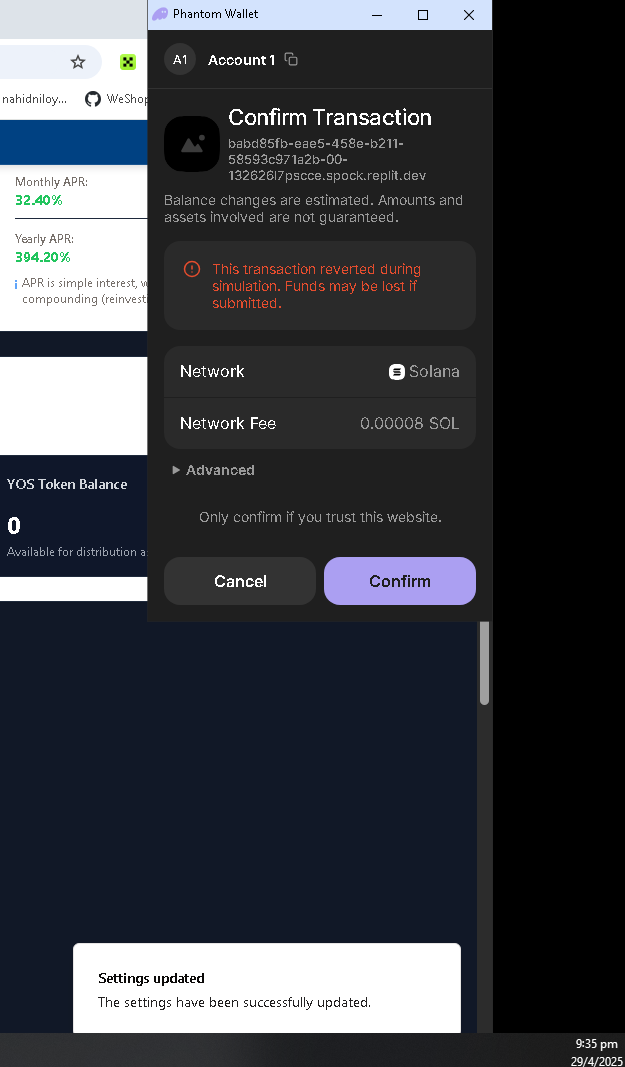 Phantom Wallet
A1
Account 1
nahidniloy...
WeShop
Confirm Transaction
babd85fb-eae5-458e-b211-
58593c971a2b-00-
132626l7pscce.spock.replit.dev
Balance changes are estimated. Amounts and
assets involved are not guaranteed.
Monthly APR:
32.40%
Yearly APR:
394.20%
APR is simple interest, w
compounding (reinvest
This transaction reverted during
simulation. Funds may be lost if
submitted.
Network
Solana
Network Fee
0.00008 SOL
Advanced
Only confirm if you trust this website.
Cancel
Confirm
YOS Token Balance
0
Available for distribution a
Settings updated
The settings have been successfully updated.
9:35 pm
29/4/2025